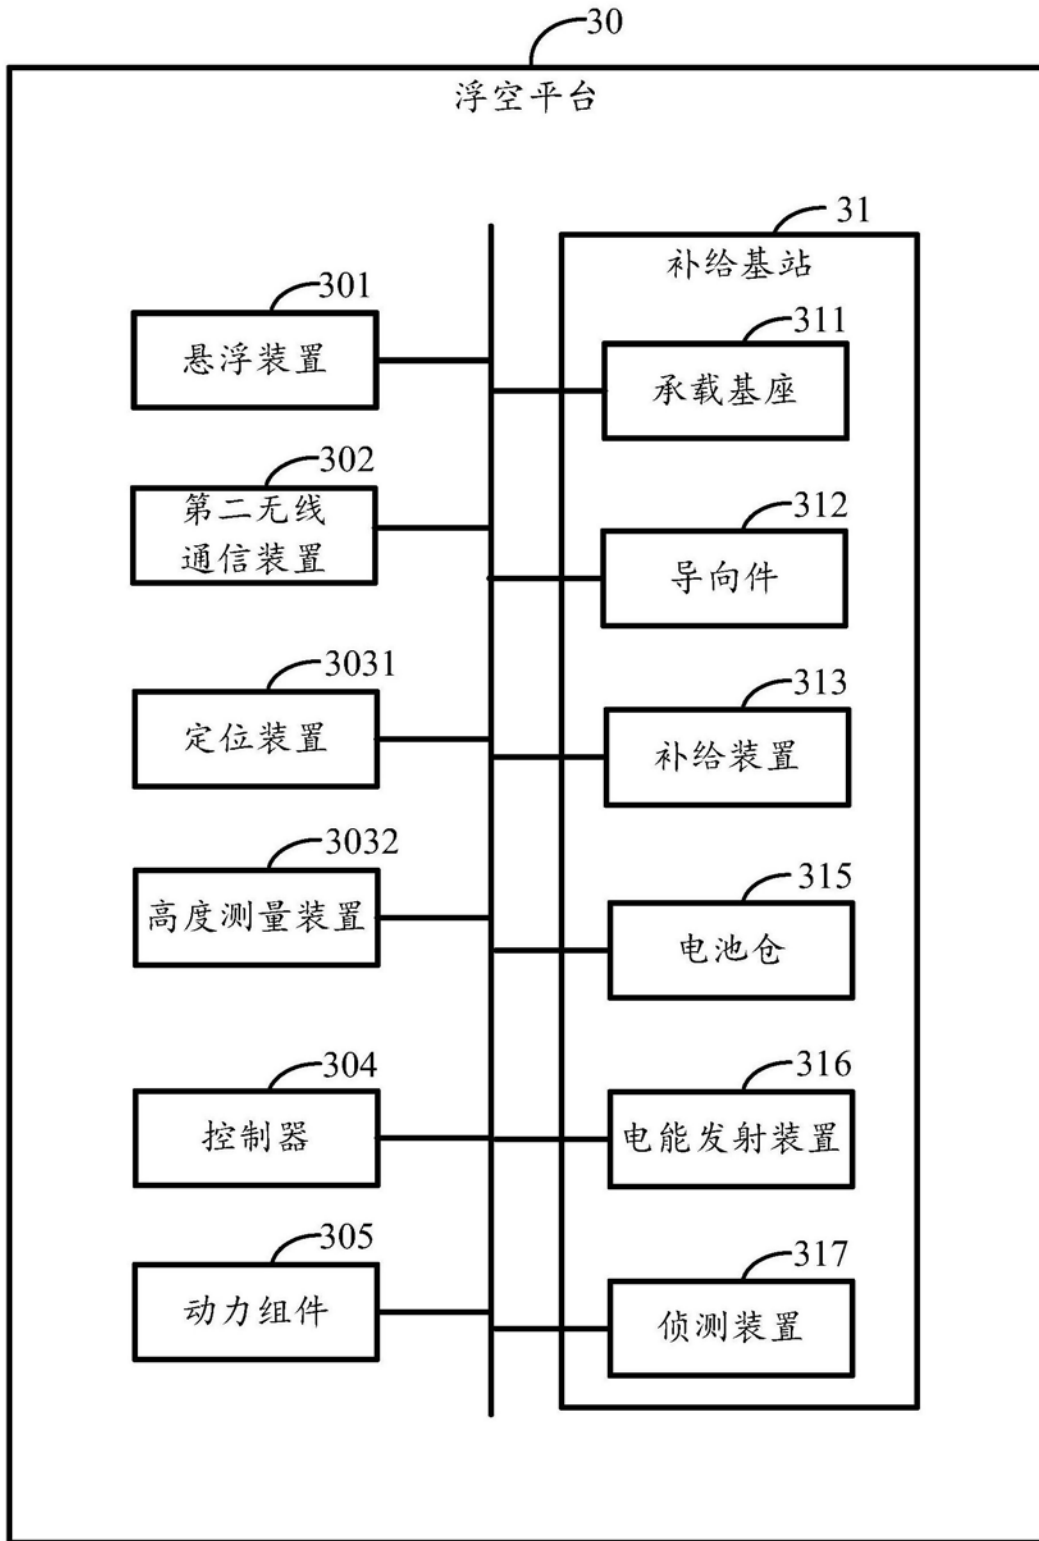 30
浮空平台
301
悬浮装置
302
第二无线
通信装置
3031
定位装置
3032
高度测量装置
304
控制器
305
动力组件
31
补给基站
311
承载基座
312
导向件
313
补给装置
315
电池仓
316
电能发射装置
317
侦测装置